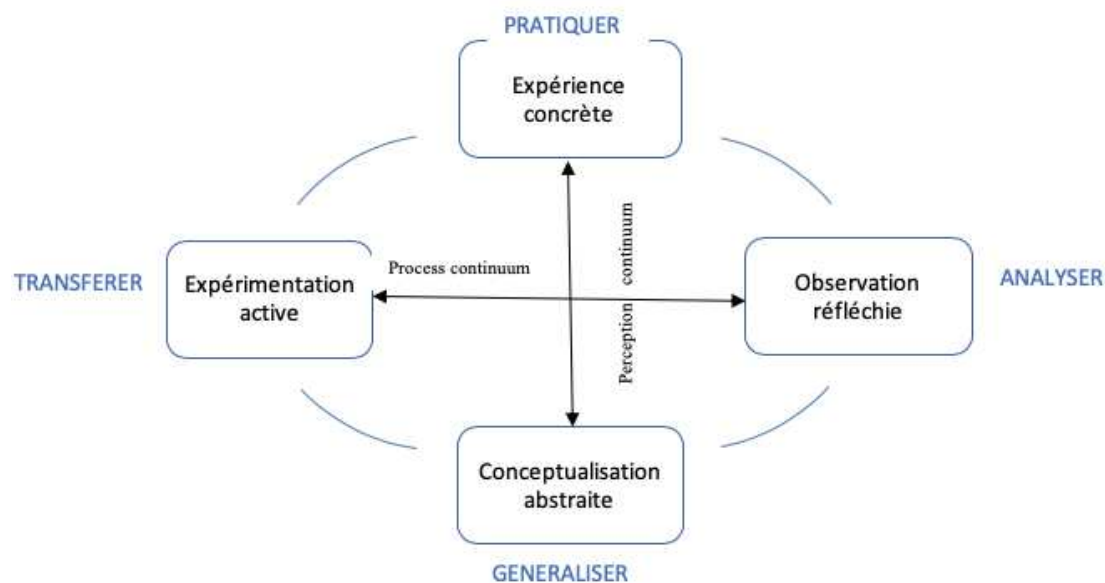 PRATIQUER
Expérience
concrète
TRANSFERER
Expérimentation
active
Process continuum
Perception continuum
Observation
réfléchie
ANALYSER
Conceptualisation
abstraite
GENERALISER